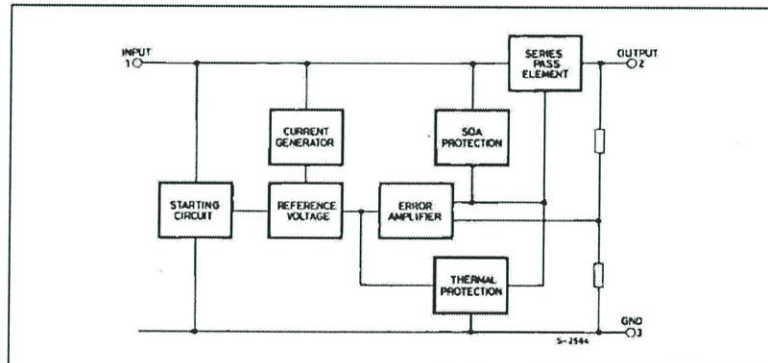 INPUT
1
SERIES
PASS
ELEMENT
OUTPUT
2
CURRENT
GENERATOR
SOA
PROTECTION
STARTING
CIRCUIT
REFERENCE
VOLTAGE
ERROR
AMPLIFIER
THERMAL
PROTECTION
GND
3
S-2564